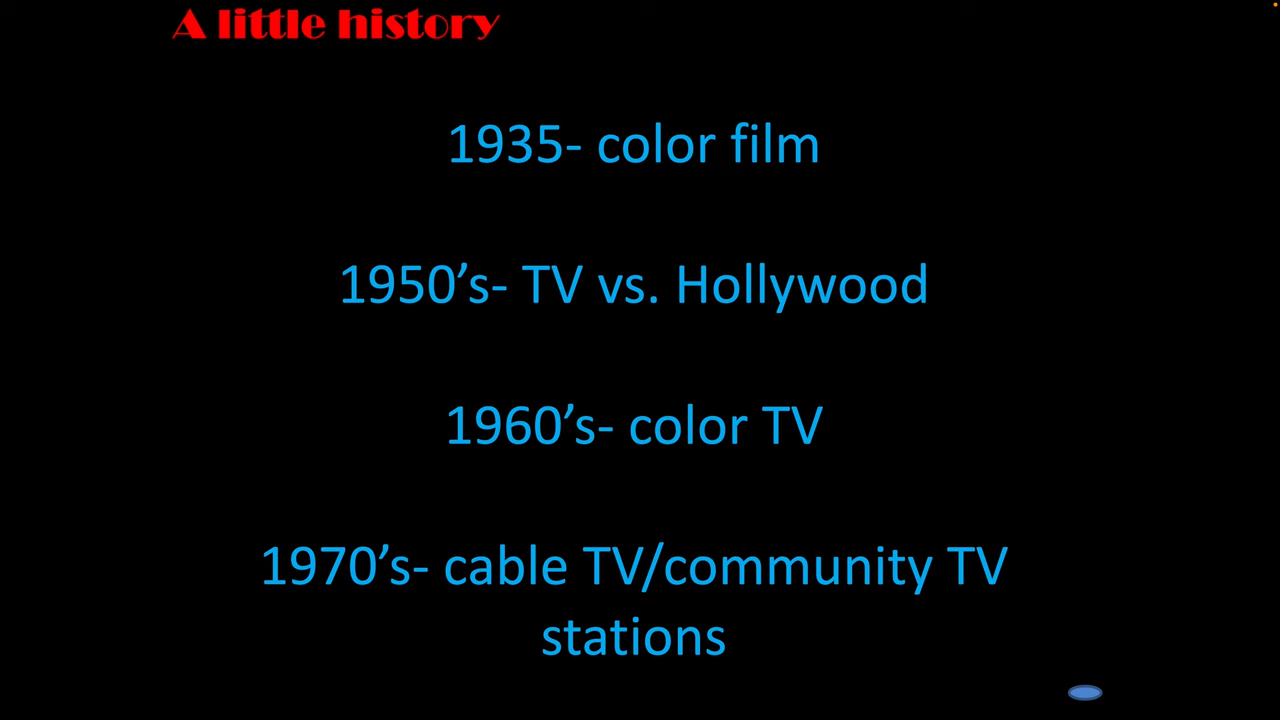 A little history
1935- color film
1950’s- TV vs. Hollywood
1960’s- color TV
1970’s- cable TV/community TV
stations